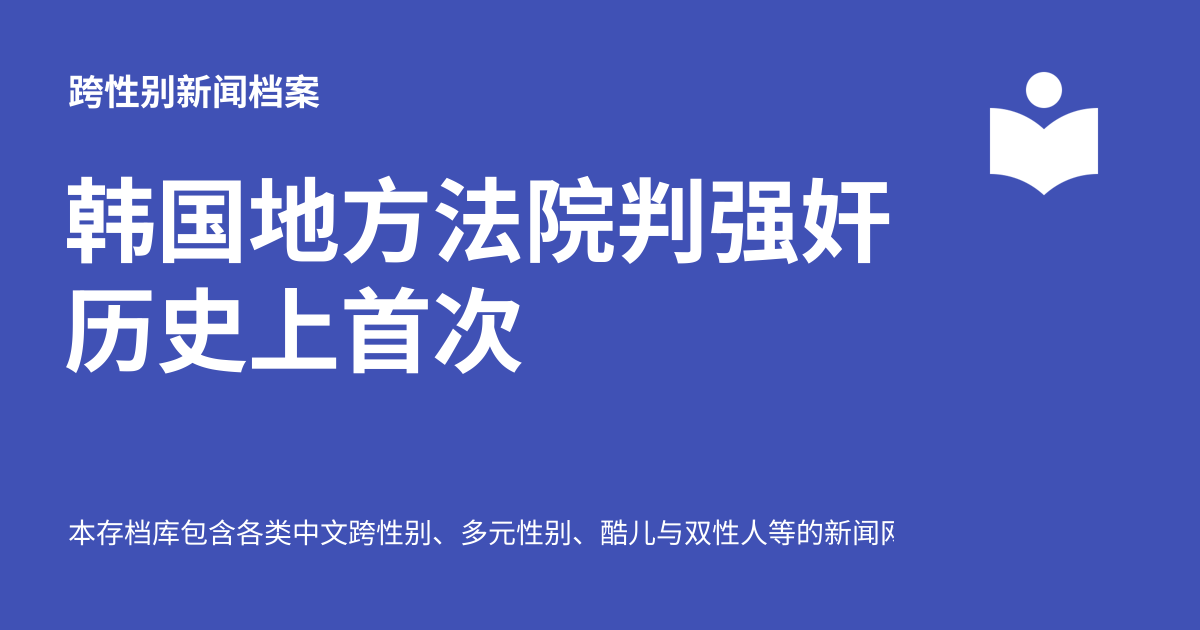 跨性别新闻档案
韩国地方法院判强奸
历史上首次
本存档库包含各类中文跨性别、多元性别、酷儿与双性人等的新闻网